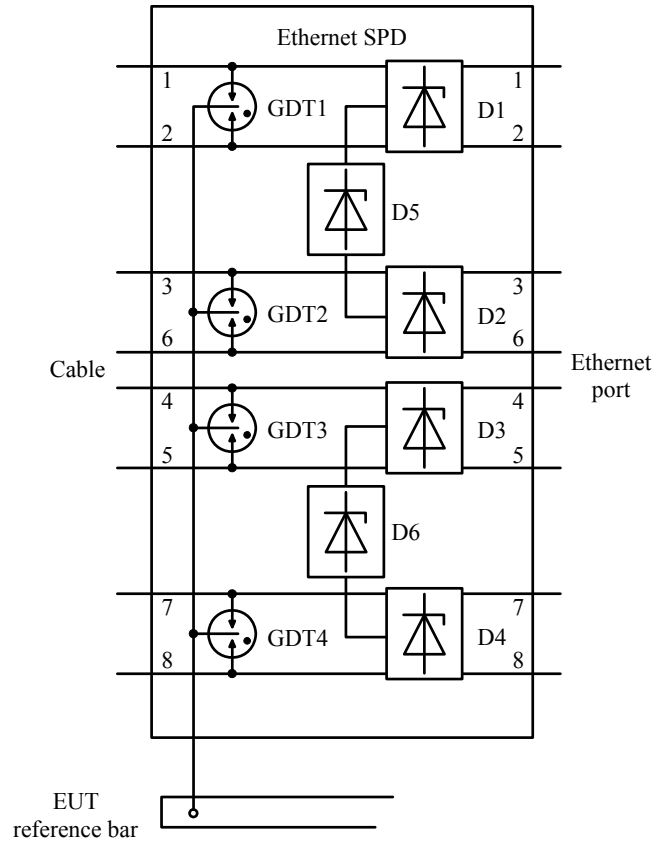 Ethernet SPD
1
1
GDT1
D1
2
2
D5
3
3
GDT2
D2
6
6
Cable
Ethernet
port
4
4
GDT3
D3
5
5
D6
7
7
GDT4
D4
8
8
EUT
reference bar